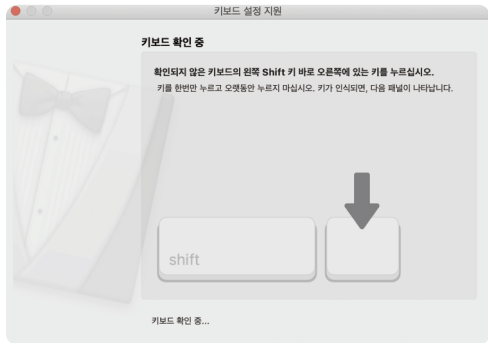 키보드 설정 지원
키보드 확인 중
확인되지 않은 키보드의 왼쪽 Shift 키 바로 오른쪽에 있는 키를 누르십시오.
키를 한번만 누르고 오랫동안 누르지 마십시오. 키가 인식되면, 다음 패널이 나타납니다.
shift
키보드 확인 중...